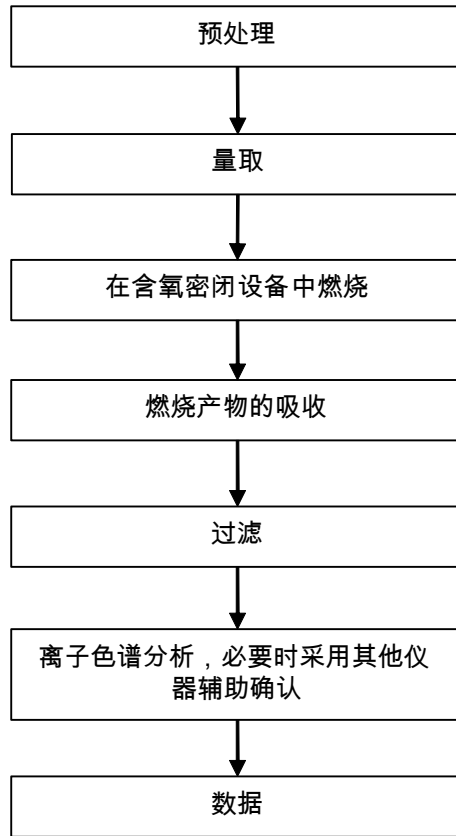 预处理
量取
在含氧密闭设备中燃烧
燃烧产物的吸收
过滤
离子色谱分析，必要时采用其他仪
器辅助确认
数据